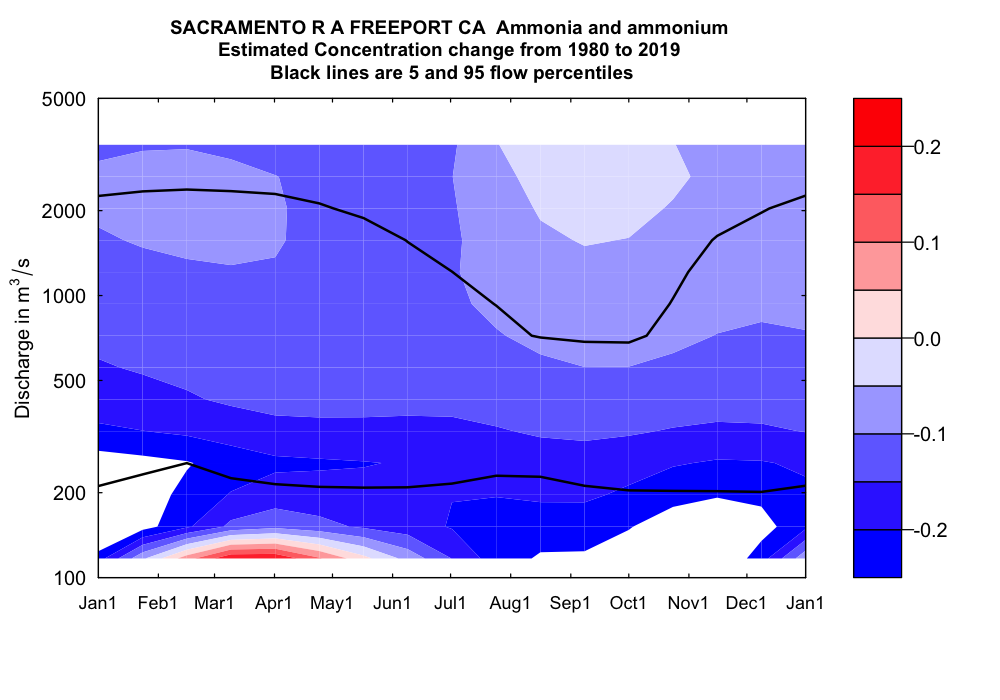 SACRAMENTO R A FREEPORT CA  Ammonia and ammonium
Estimated Concentration change from 1980 to 2019
Black lines are 5 and 95 flow percentiles
Discharge in m³/s
5000
2000
1000
500
200
100
Jan1 Feb1 Mar1 Apr1 May1 Jun1 Jul1 Aug1 Sep1 Oct1 Nov1 Dec1 Jan1
0.2
0.1
0.0
-0.1
-0.2